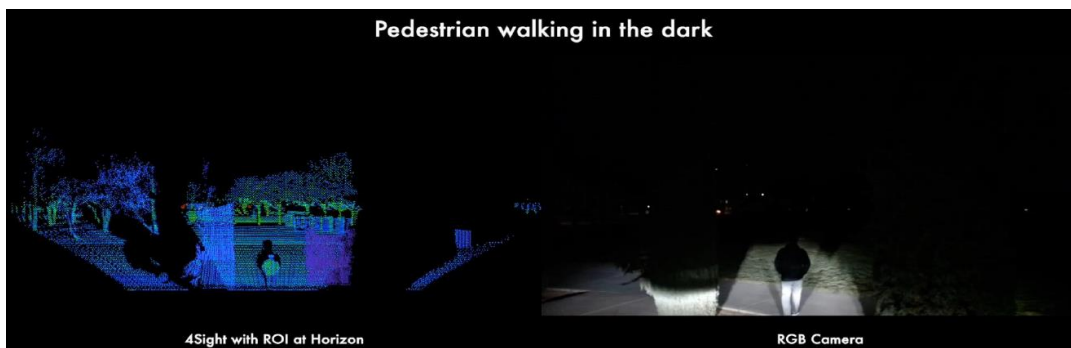 Pedestrian walking in the dark
4Sight with ROI at Horizon
RGB Camera